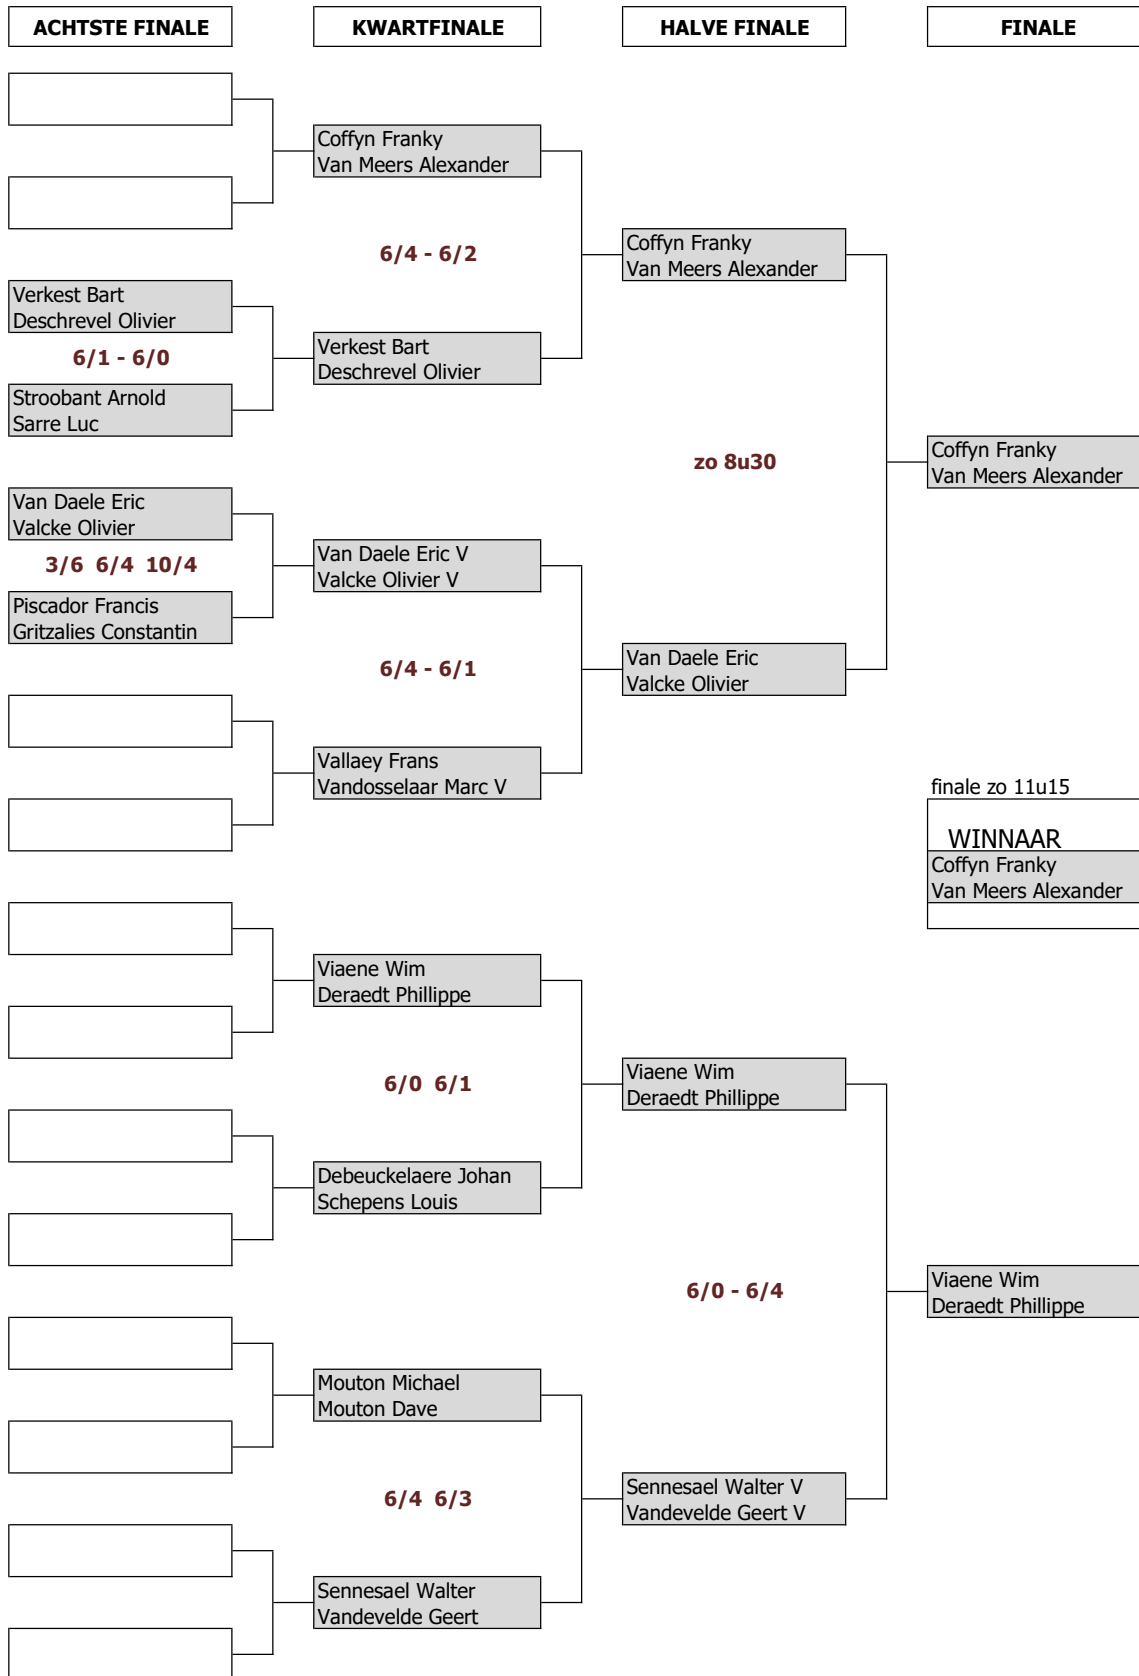 ACHTSTE FINALE
KWARTFINALE
HALVE FINALE
FINALE
Coffyn Franky
Van Meers Alexander
6/4 - 6/2
Coffyn Franky
Van Meers Alexander
Verkest Bart
Deschrevel Olivier
6/1 - 6/0
Verkest Bart
Deschrevel Olivier
Stroobant Arnold
Sarre Luc
zo 8u30
Coffyn Franky
Van Meers Alexander
Van Daele Eric
Valcke Olivier
3/6 6/4 10/4
Van Daele Eric V
Valcke Olivier V
Piscador Francis
Gritzalies Constantin
6/4 - 6/1
Van Daele Eric
Valcke Olivier
Vallaey Frans
Vandosselaar Marc V
finale zo 11u15
WINNAAR
Coffyn Franky
Van Meers Alexander
Viaene Wim
Deraedt Phillippe
6/0 6/1
Viaene Wim
Deraedt Phillippe
Debeuckelaere Johan
Schepens Louis
6/0 - 6/4
Viaene Wim
Deraedt Phillippe
Mouton Michael
Mouton Dave
6/4 6/3
Sennesael Walter V
Vandevelde Geert V
Sennesael Walter
Vandevelde Geert